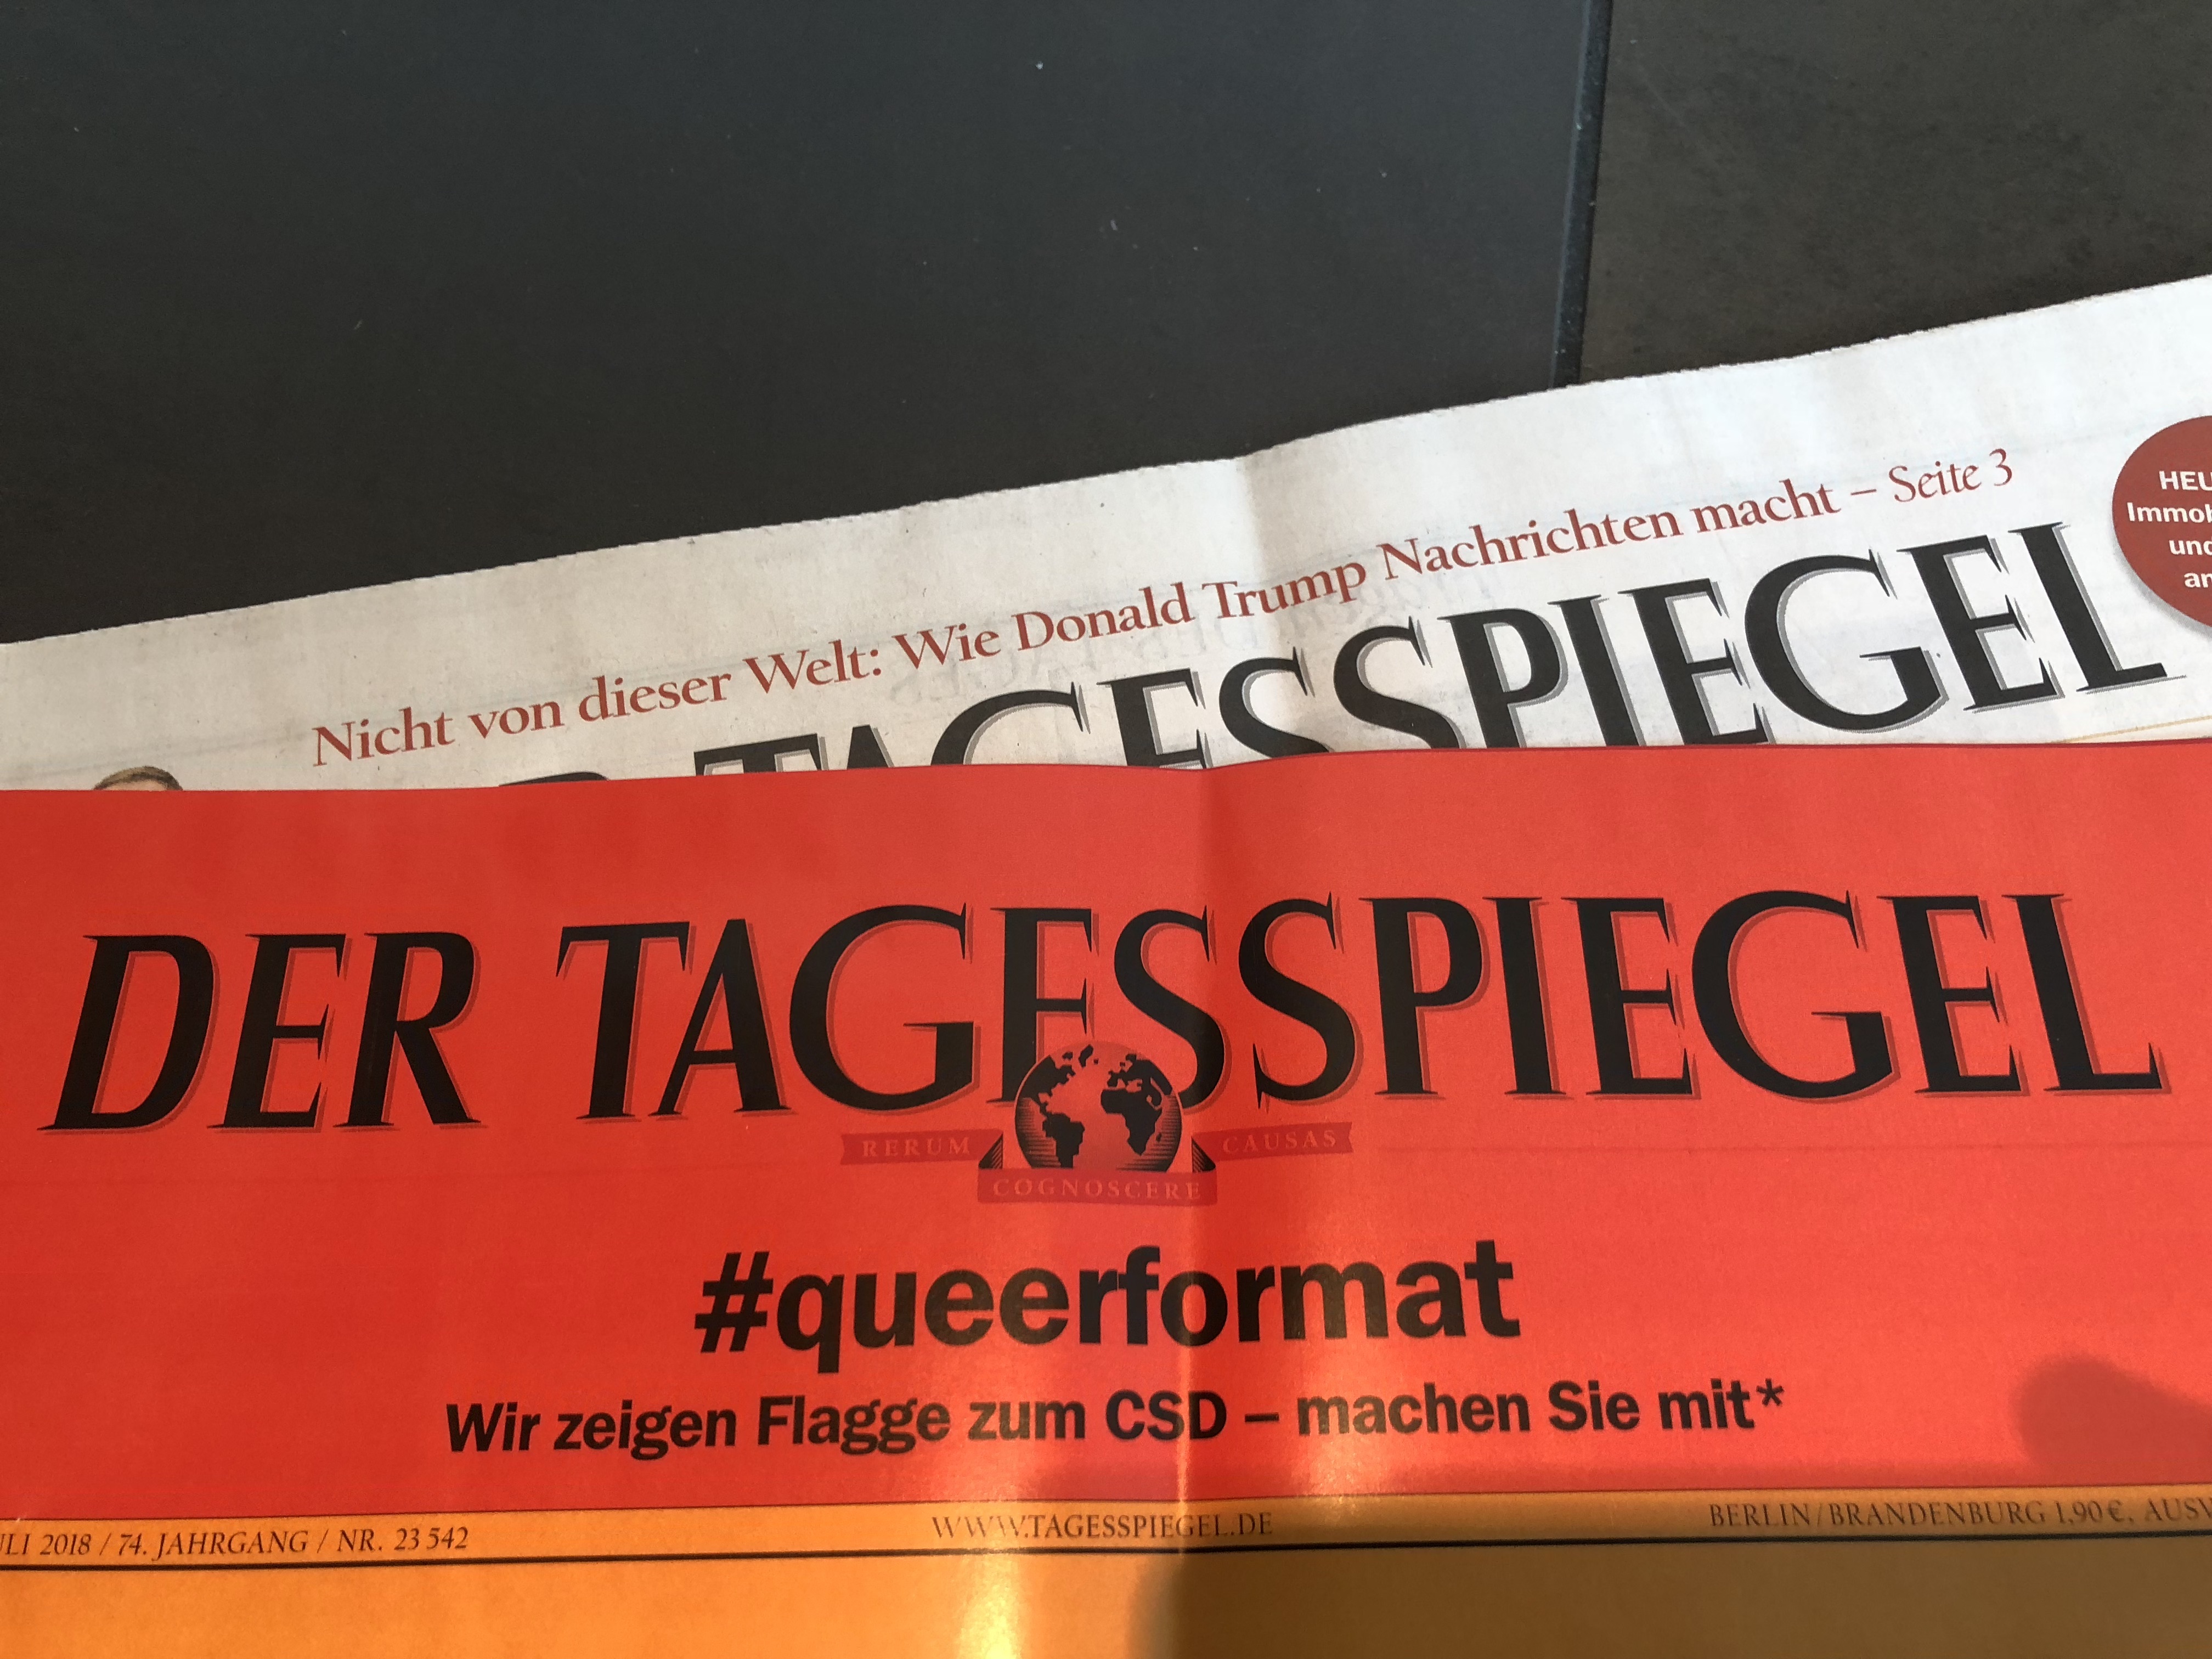 Nicht von dieser Welt: Wie Donald Trump Nachrichten macht – Seite 3
TAGESSPIEGEL
DER TAGESSPIEGEL
RERUM CAUSAS
COGNOSCERE
#queerformat
Wir zeigen Flagge zum CSD – machen Sie mit*
2018 / 74. JAHRGANG / NR. 23 542
WWW.TAGESSPIEGEL.DE
BERLIN / BRANDENBURG 1,90 €,